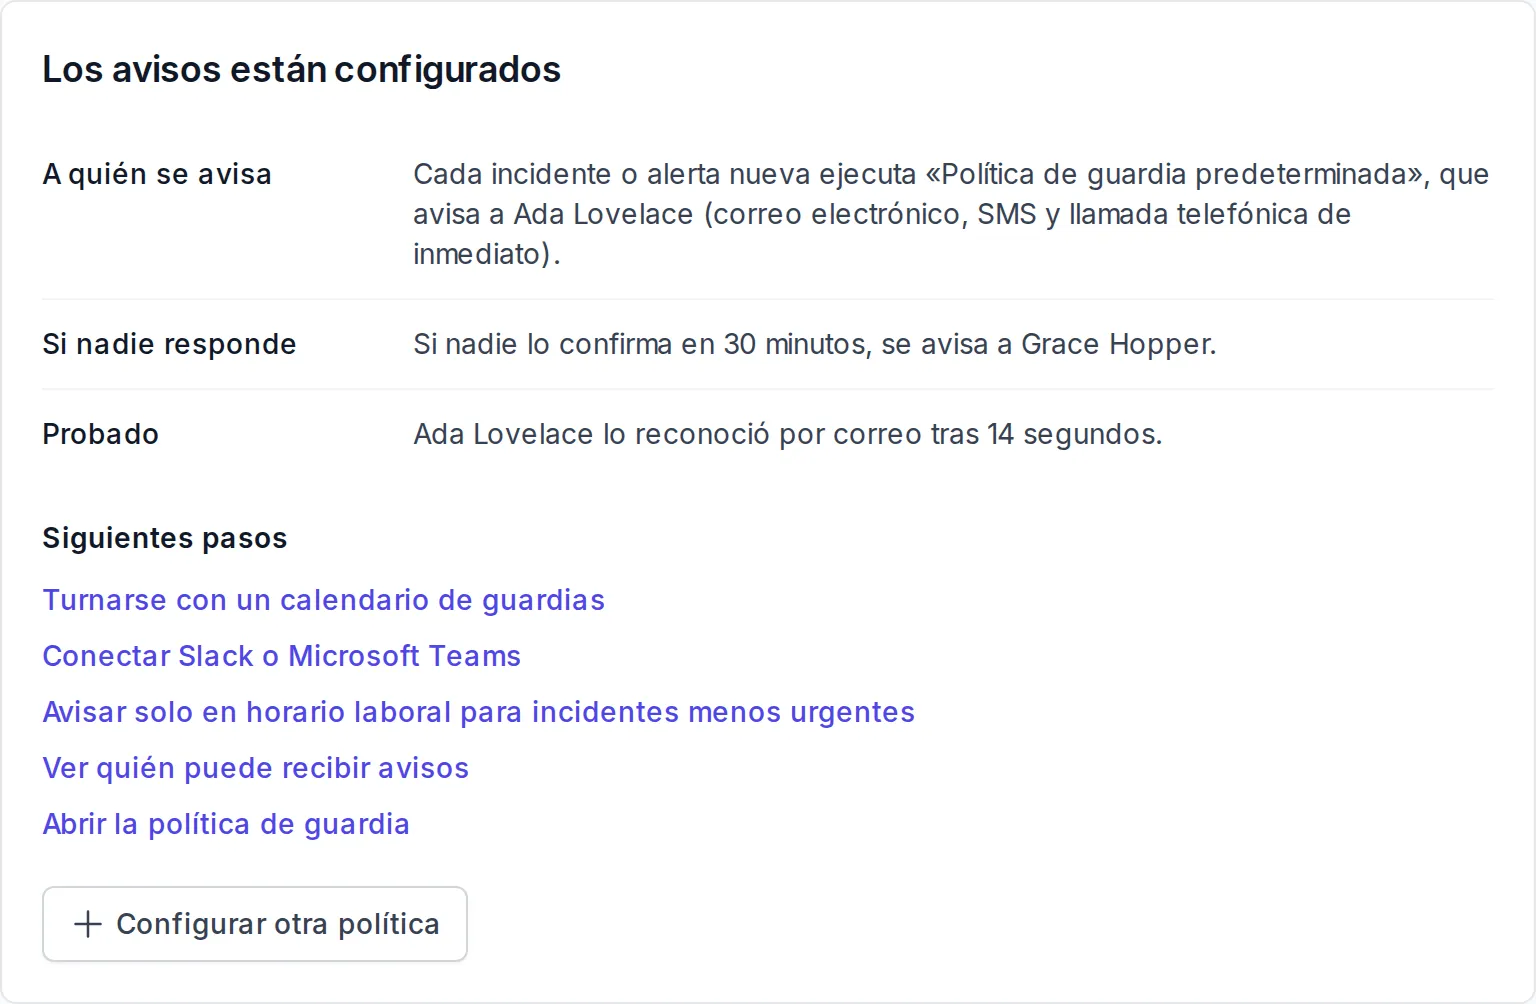 Los avisos están configurados
A quién se avisa
Cada incidente o alerta nueva ejecuta «Política de guardia predeterminada», que
avisa a Ada Lovelace (correo electrónico, SMS y llamada telefónica de
inmediato).
Si nadie responde
Si nadie lo confirma en 30 minutos, se avisa a Grace Hopper.
Probado
Ada Lovelace lo reconoció por correo tras 14 segundos.
Siguientes pasos
Turnarse con un calendario de guardias
Conectar Slack o Microsoft Teams
Avisar solo en horario laboral para incidentes menos urgentes
Ver quién puede recibir avisos
Abrir la política de guardia
Configurar otra política